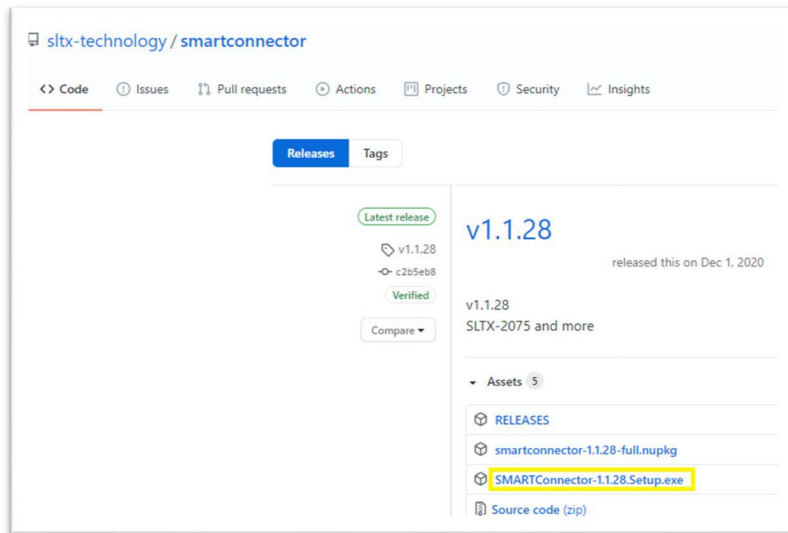 sltx-technology / smartconnector
<> Code Issues Pull requests Actions Projects Security Insights
Releases Tags
Latest release
v1.1.28
c2b5eb8
Verified
Compare
v1.1.28
released this on Dec 1, 2020
v1.1.28
SLTX-2075 and more
Assets 5
RELEASES
smartconnector-1.1.28-full.nupkg
SMARTConnector-1.1.28.Setup.exe
Source code (zip)